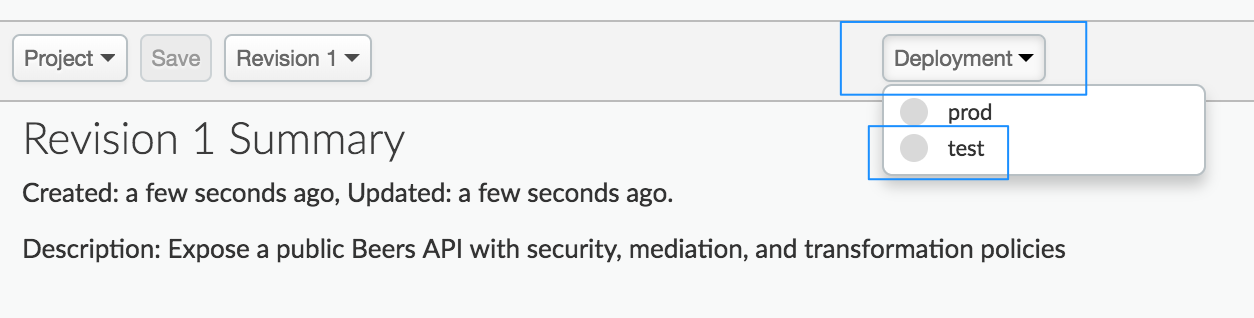 Project Save Revision 1 Deployment
prod
test
Revision 1 Summary
Created: a few seconds ago, Updated: a few seconds ago.
Description: Expose a public Beers API with security, mediation, and transformation policies